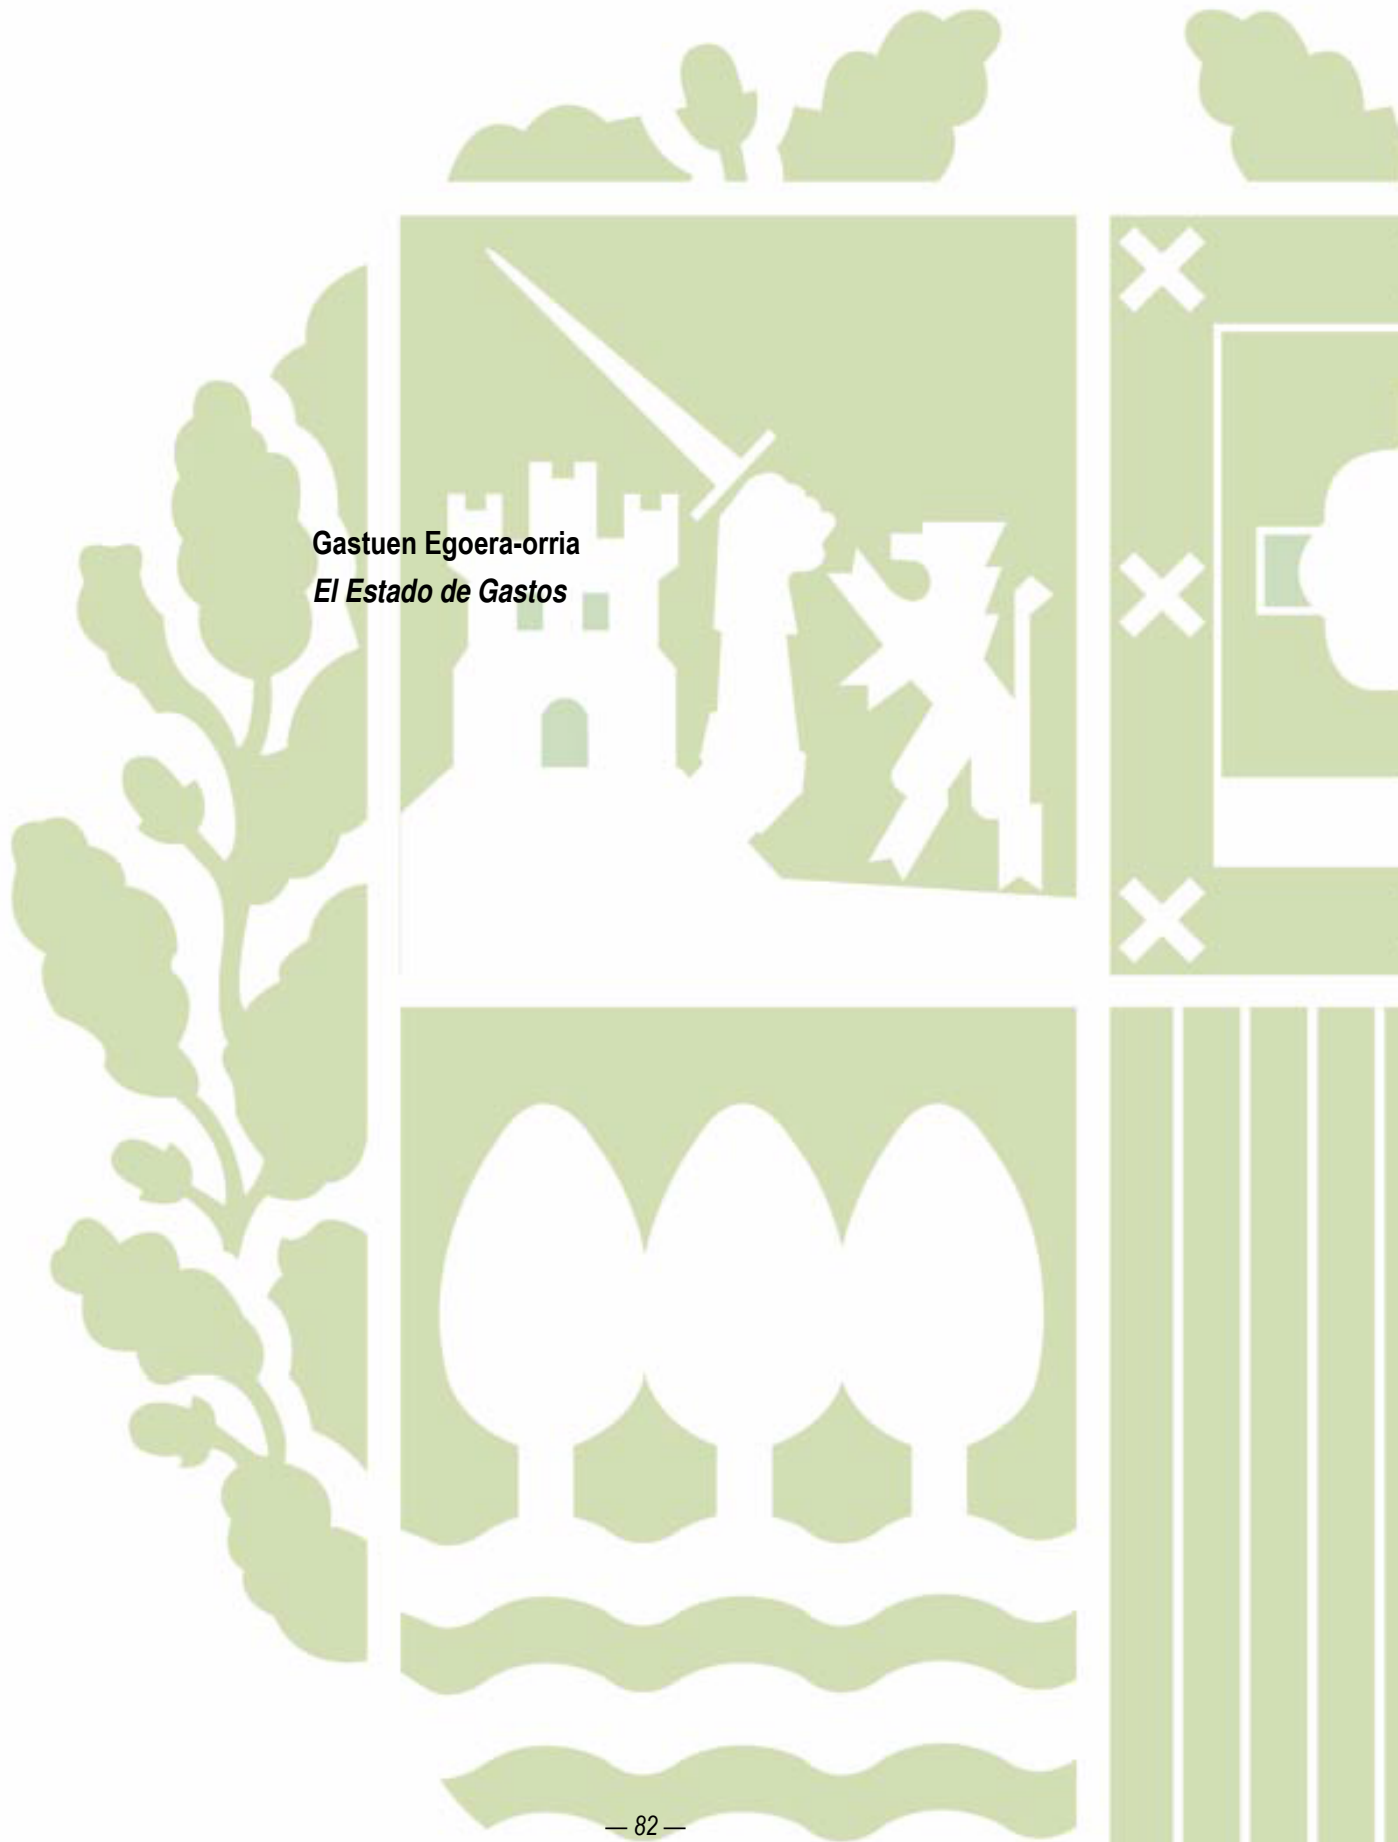 Gastuen Egoera-orria
El Estado de Gastos
— 82 —